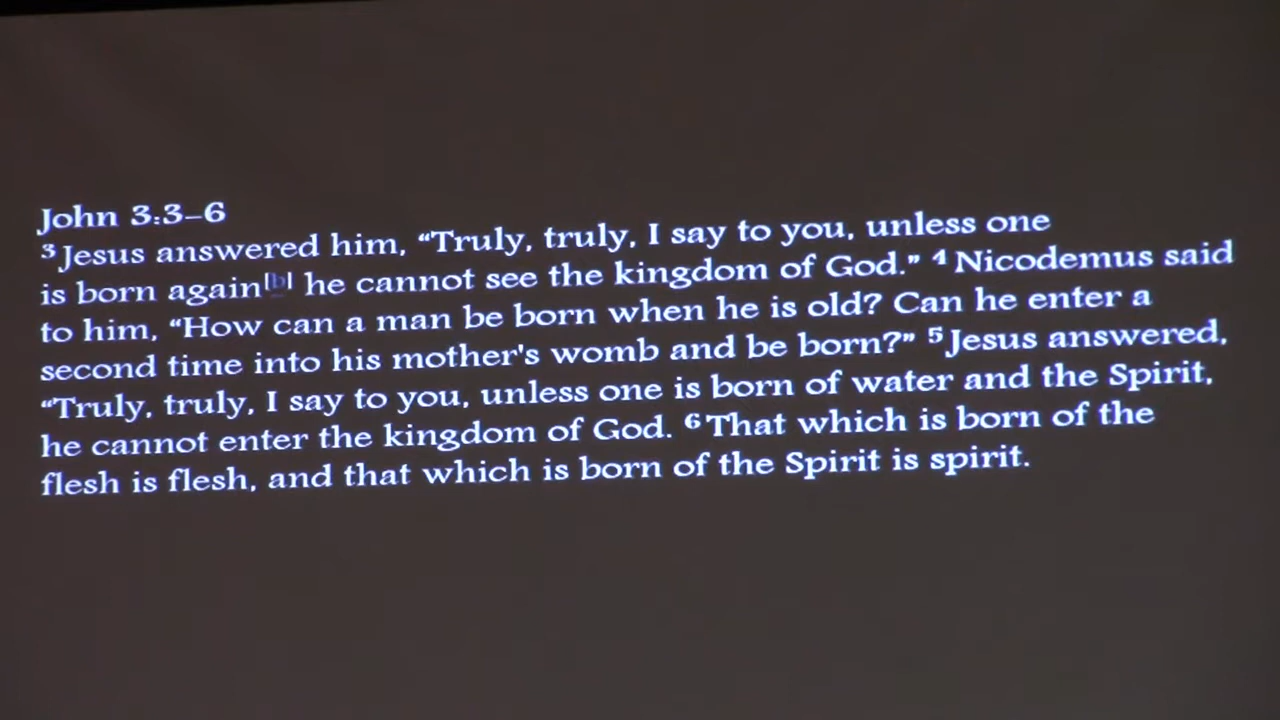 John 3:3–6
³Jesus answered him, “Truly, truly, I say to you, unless one
is born again[b] he cannot see the kingdom of God.” ⁴Nicodemus said
to him, “How can a man be born when he is old? Can he enter a
second time into his mother's womb and be born?” ⁵Jesus answered,
“Truly, truly, I say to you, unless one is born of water and the Spirit,
he cannot enter the kingdom of God. ⁶That which is born of the
flesh is flesh, and that which is born of the Spirit is spirit.